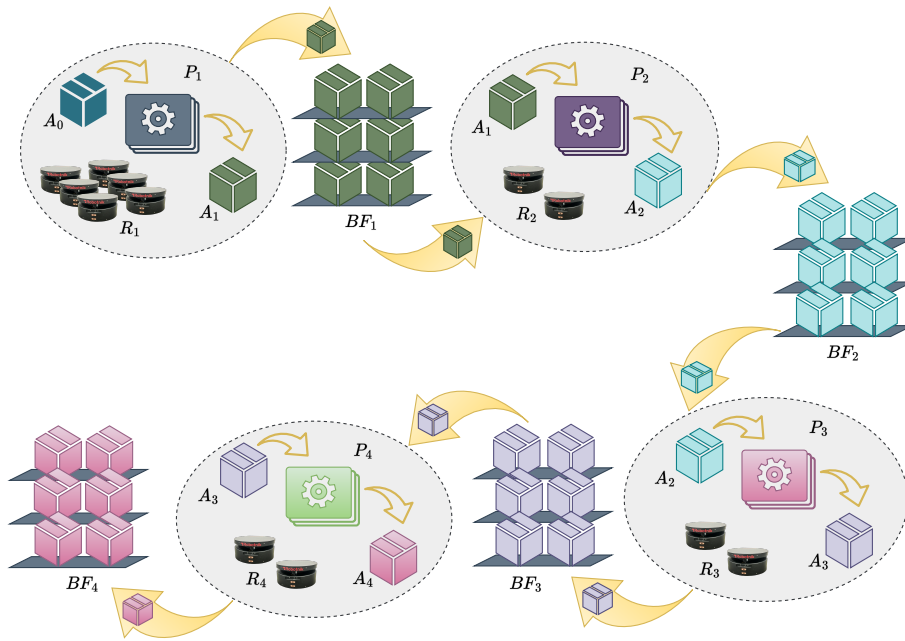 P₁
A₀
A₁
R₁
BF₁
P₂
A₁
A₂
R₂
BF₂
P₃
A₂
A₃
R₃
BF₃
P₄
A₃
A₄
R₄
BF₄